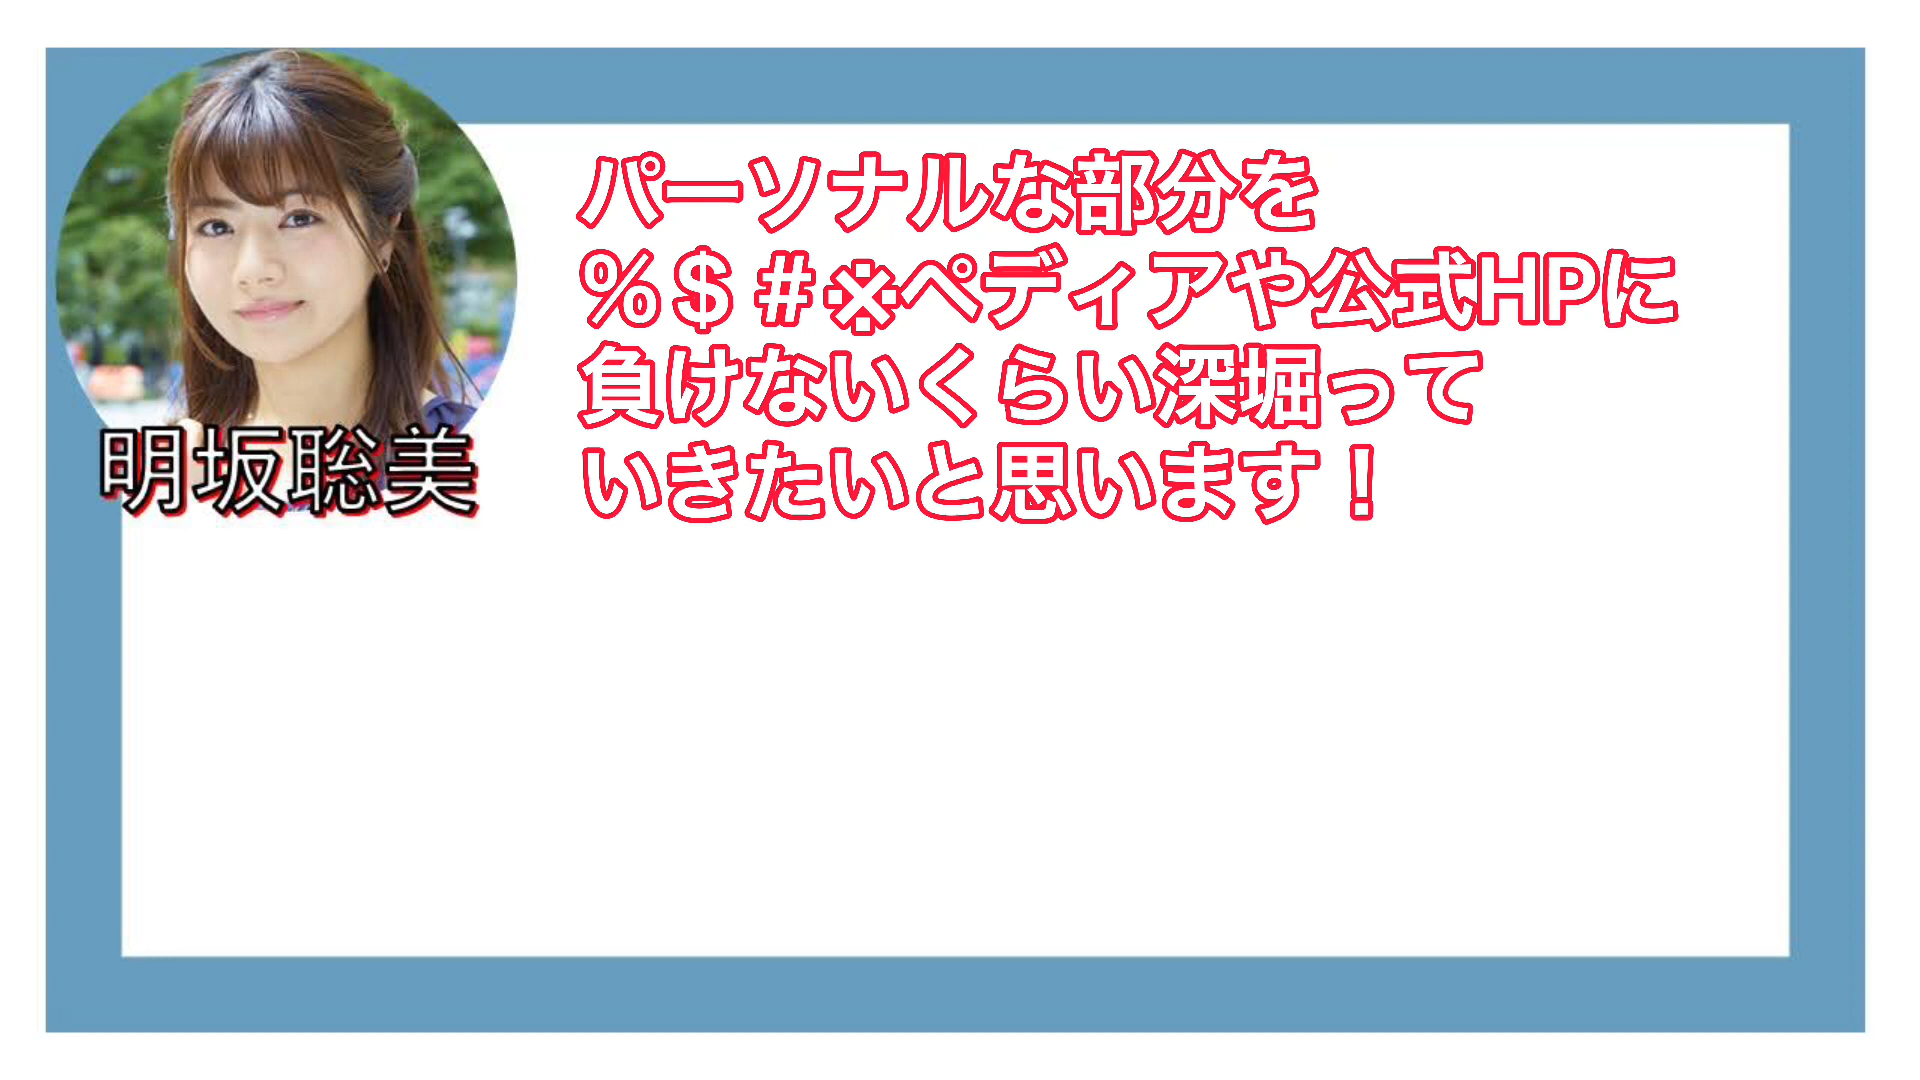 パーソナルな部分を
％＄＃※ペディアや公式HPに
負けないくらい深堀って
いきたいと思います！
明坂聡美